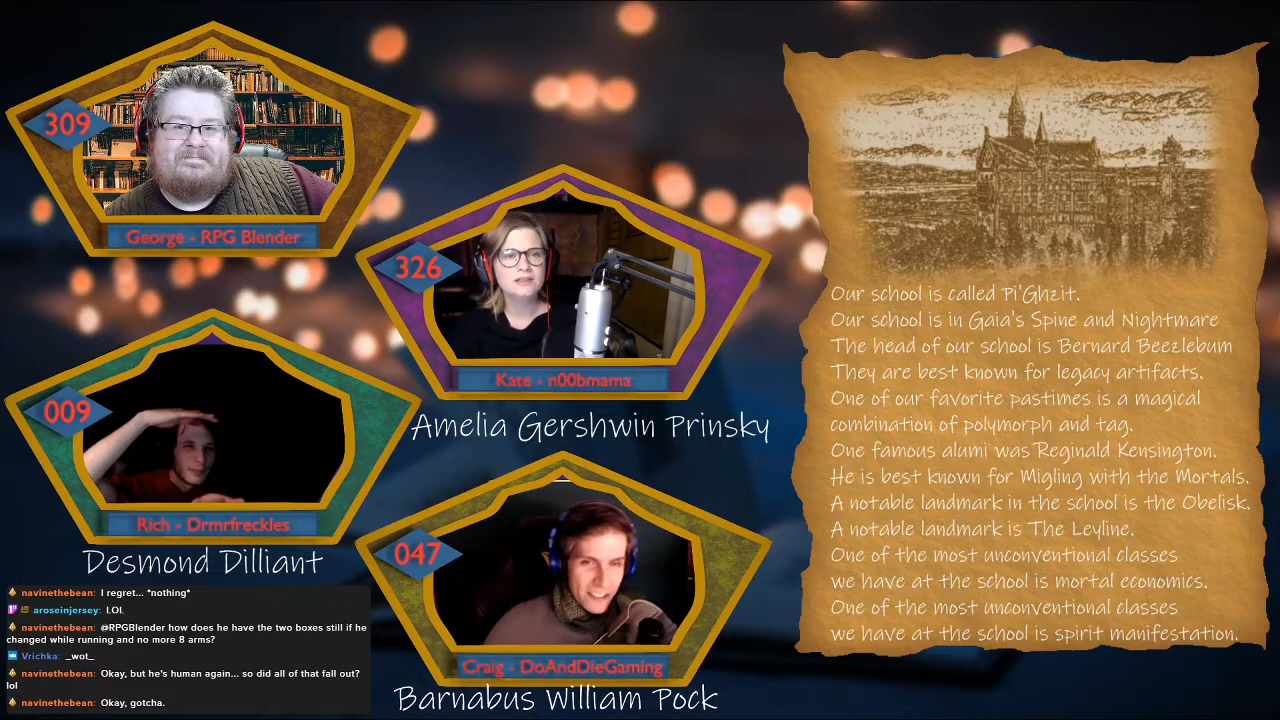 309
George - RPG Blender
326
Kate - n00bmama
Amelia Gershwin Prinsky
009
Rich - Drmrfreckles
Desmond Dilliant
047
Craig - DoAndDieGaming
Barnabus William Pock
navinethebean: I regret... *nothing*
aroseinjersey: LOL
navinethebean: @RPGBlender how does he have the two boxes still if he
changed while running and no more 8 arms?
Vrichka: _wot_
navinethebean: Okay, but he's human again... so did all of that fall out?
lol
navinethebean: Okay, gotcha.
Our school is called Pi'Ghzit.
Our school is in Gaia's Spine and Nightmare
The head of our school is Bernard Beezlebum
They are best known for legacy artifacts.
One of our favorite pastimes is a magical
combination of polymorph and tag.
One famous alumi was Reginald Kensington.
He is best known for Migling with the Mortals.
A notable landmark in the school is the Obelisk.
A notable landmark is The Leyline.
One of the most unconventional classes
we have at the school is mortal economics.
One of the most unconventional classes
we have at the school is spirit manifestation.